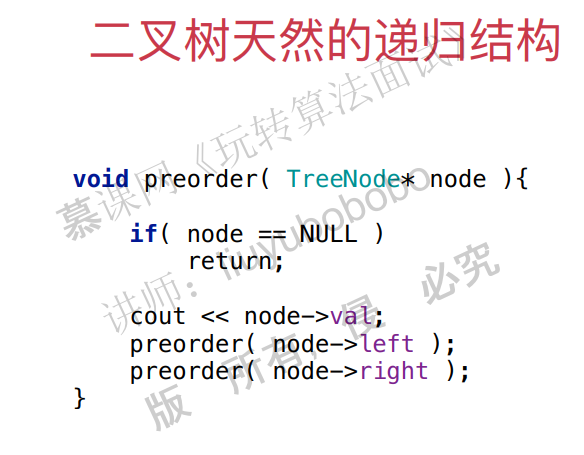 二叉树天然的递归结构
void preorder( TreeNode* node ){
if( node == NULL )
return;
cout << node->val;
preorder( node->left );
preorder( node->right );
}
慕课网《玩转算法面试》
讲师：liuyubobobo
版 所有，侵 必究